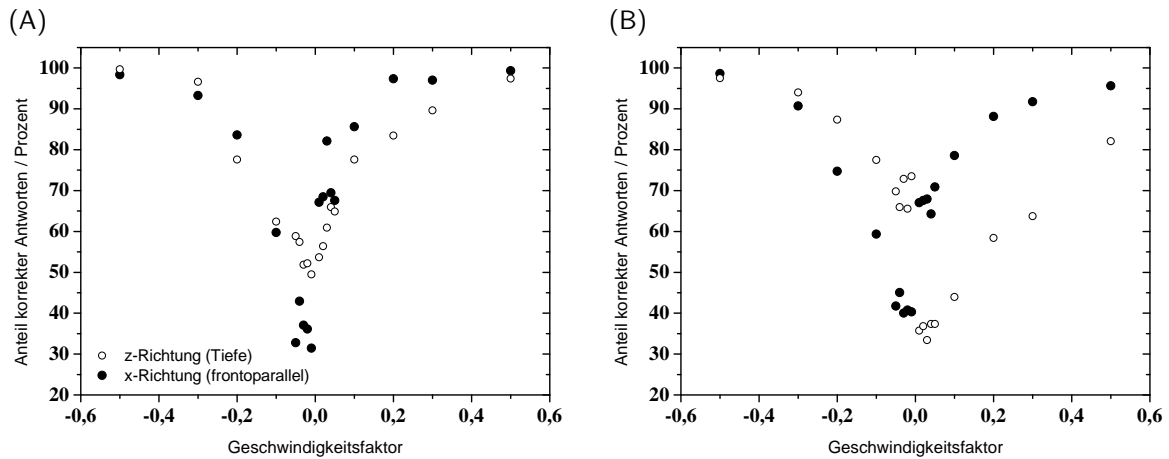 (A)
Anteil korrekter Antworten / Prozent
100
90
80
70
60
50
40
30
20
z-Richtung (Tiefe)
x-Richtung (frontoparallel)
-0,6 -0,4 -0,2 0,0 0,2 0,4 0,6
Geschwindigkeitsfaktor
(B)
Anteil korrekter Antworten / Prozent
100
90
80
70
60
50
40
30
20
-0,6 -0,4 -0,2 0,0 0,2 0,4 0,6
Geschwindigkeitsfaktor